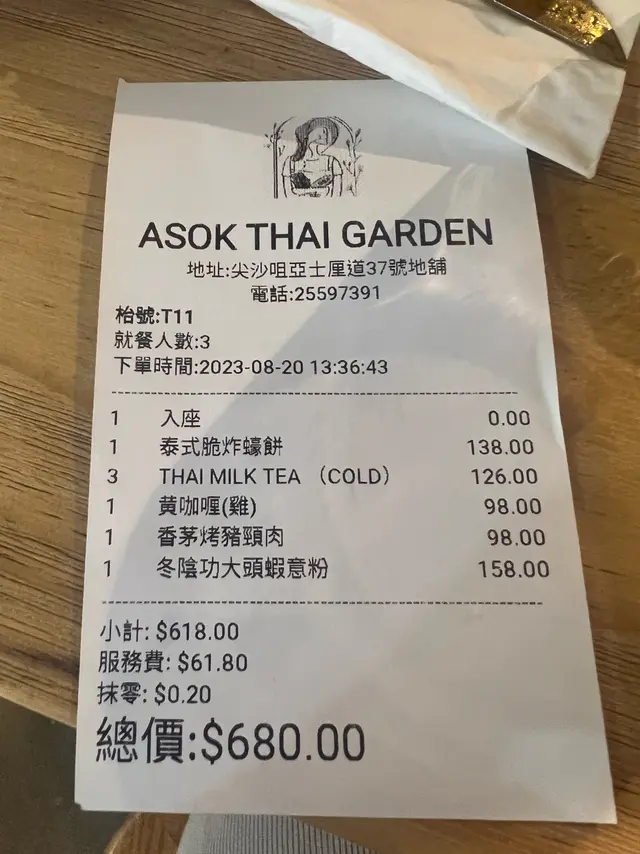 ASOK THAI GARDEN
地址:尖沙咀亞士厘道37號地舖
電話:25597391
枱號:T11
就餐人數:3
下單時間:2023-08-20 13:36:43
1 入座 0.00
1 泰式脆炸蠔餅 138.00
3 THAI MILK TEA （COLD） 126.00
1 黄咖喱(雞) 98.00
1 香茅烤豬頸肉 98.00
1 冬陰功大頭蝦意粉 158.00
小計: $618.00
服務費: $61.80
抹零: $0.20
總價:$680.00